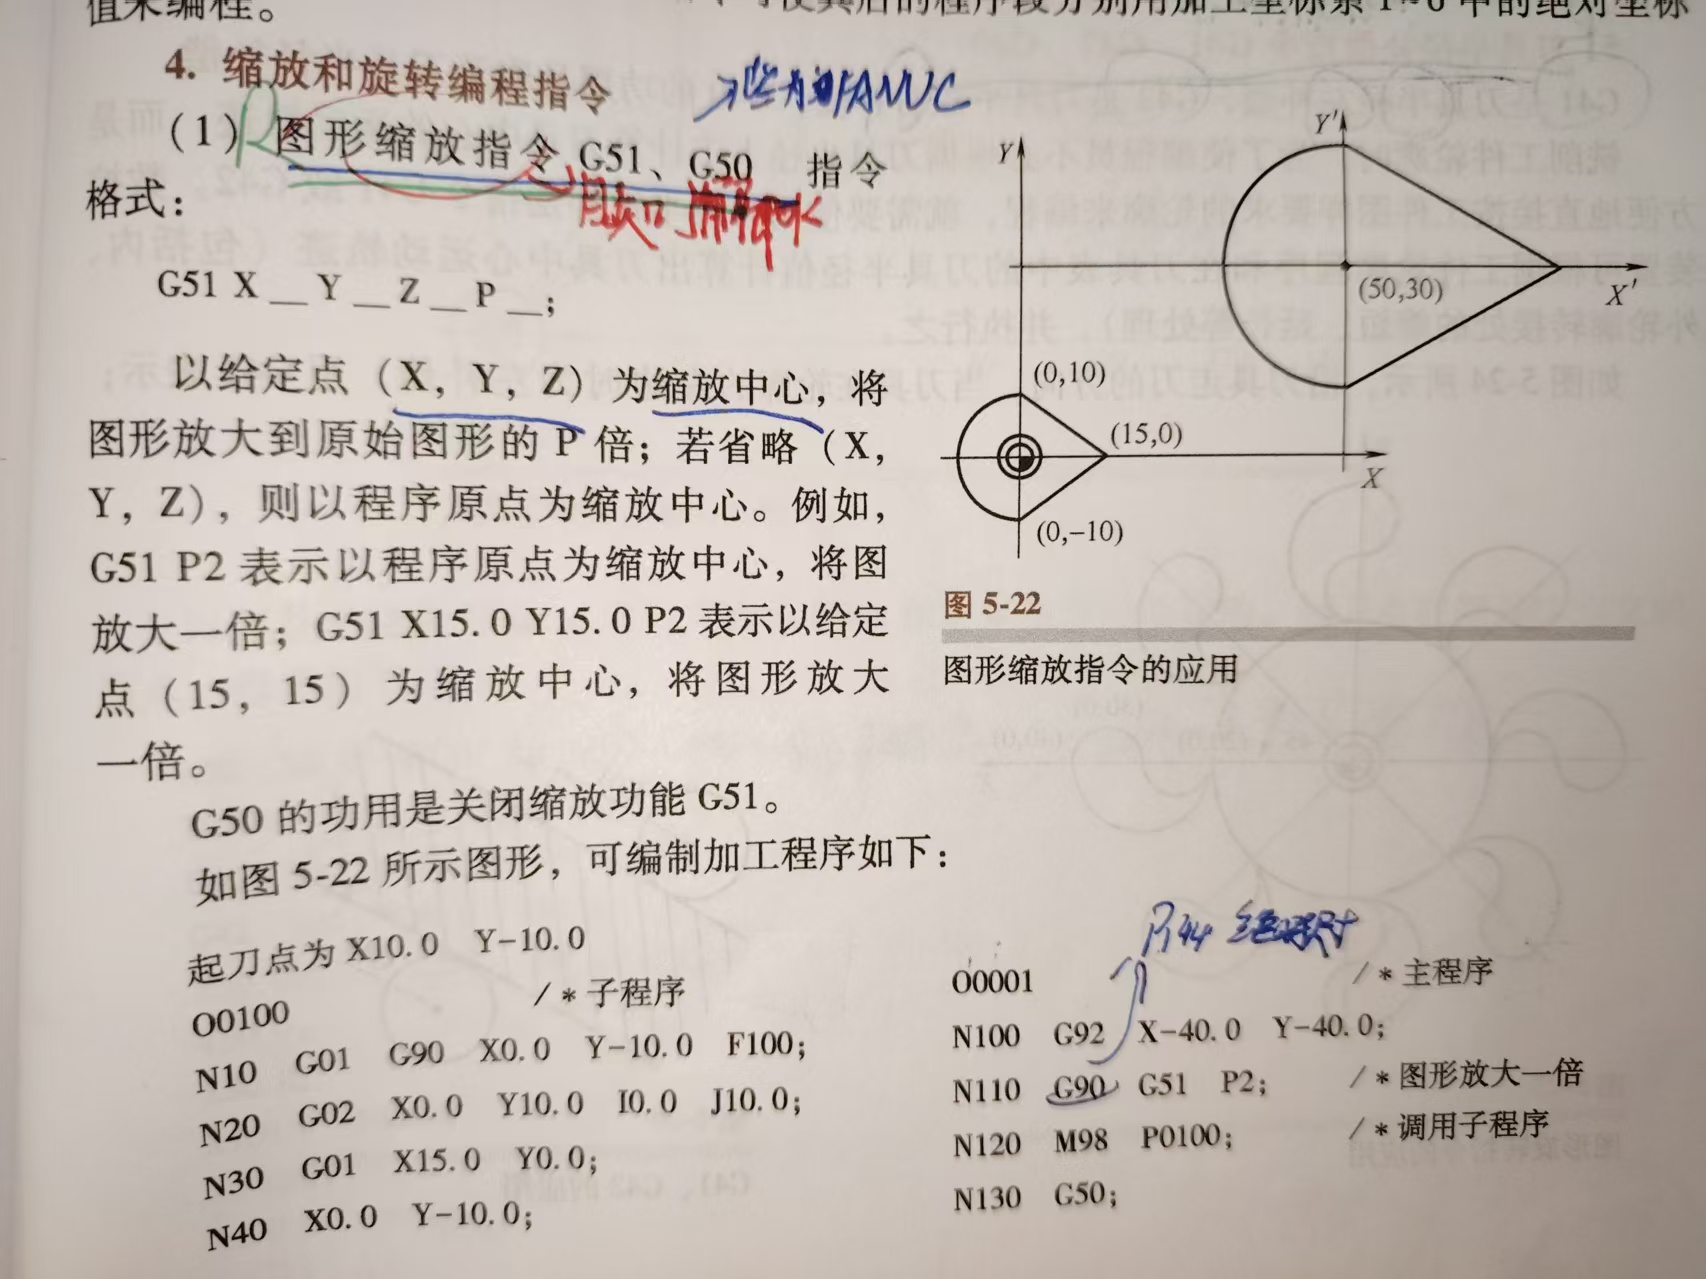 值来编程。
4. 缩放和旋转编程指令
(1) 图形缩放指令 G51、G50 指令
格式：
G51 X __ Y __ Z __ P __；
以给定点（X，Y，Z）为缩放中心，将
图形放大到原始图形的 P 倍；若省略（X，
Y，Z），则以程序原点为缩放中心。例如，
G51 P2 表示以程序原点为缩放中心，将图
放大一倍；G51 X15.0 Y15.0 P2 表示以给定
点（15，15）为缩放中心，将图形放大
一倍。
Y
Y'
X'
(50,30)
(0,10)
(15,0)
X
(0,-10)
图 5-22
图形缩放指令的应用
G50 的功用是关闭缩放功能 G51。
如图 5-22 所示图形，可编制加工程序如下：
起刀点为 X10.0 Y-10.0
O0100 /* 子程序
N10 G01 G90 X0.0 Y-10.0 F100;
N20 G02 X0.0 Y10.0 I0.0 J10.0;
N30 G01 X15.0 Y0.0;
N40 X0.0 Y-10.0;
P44 绝对尺寸
O0001 /* 主程序
N100 G92 X-40.0 Y-40.0;
N110 G90 G51 P2; /* 图形放大一倍
N120 M98 P0100; /* 调用子程序
N130 G50;